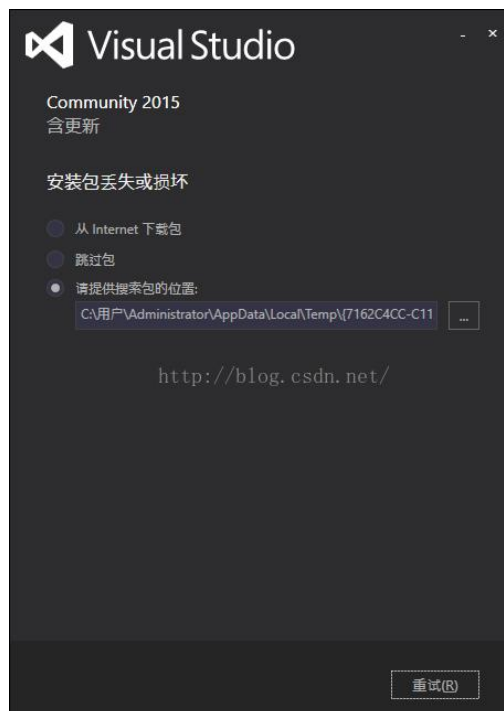 Visual Studio
Community 2015
含更新
安装包丢失或损坏
从 Internet 下载包
跳过包
请提供搜索包的位置:
C:\用户\Administrator\AppData\Local\Temp\{7162C4CC-C11
...
http://blog.csdn.net/
重试(R)